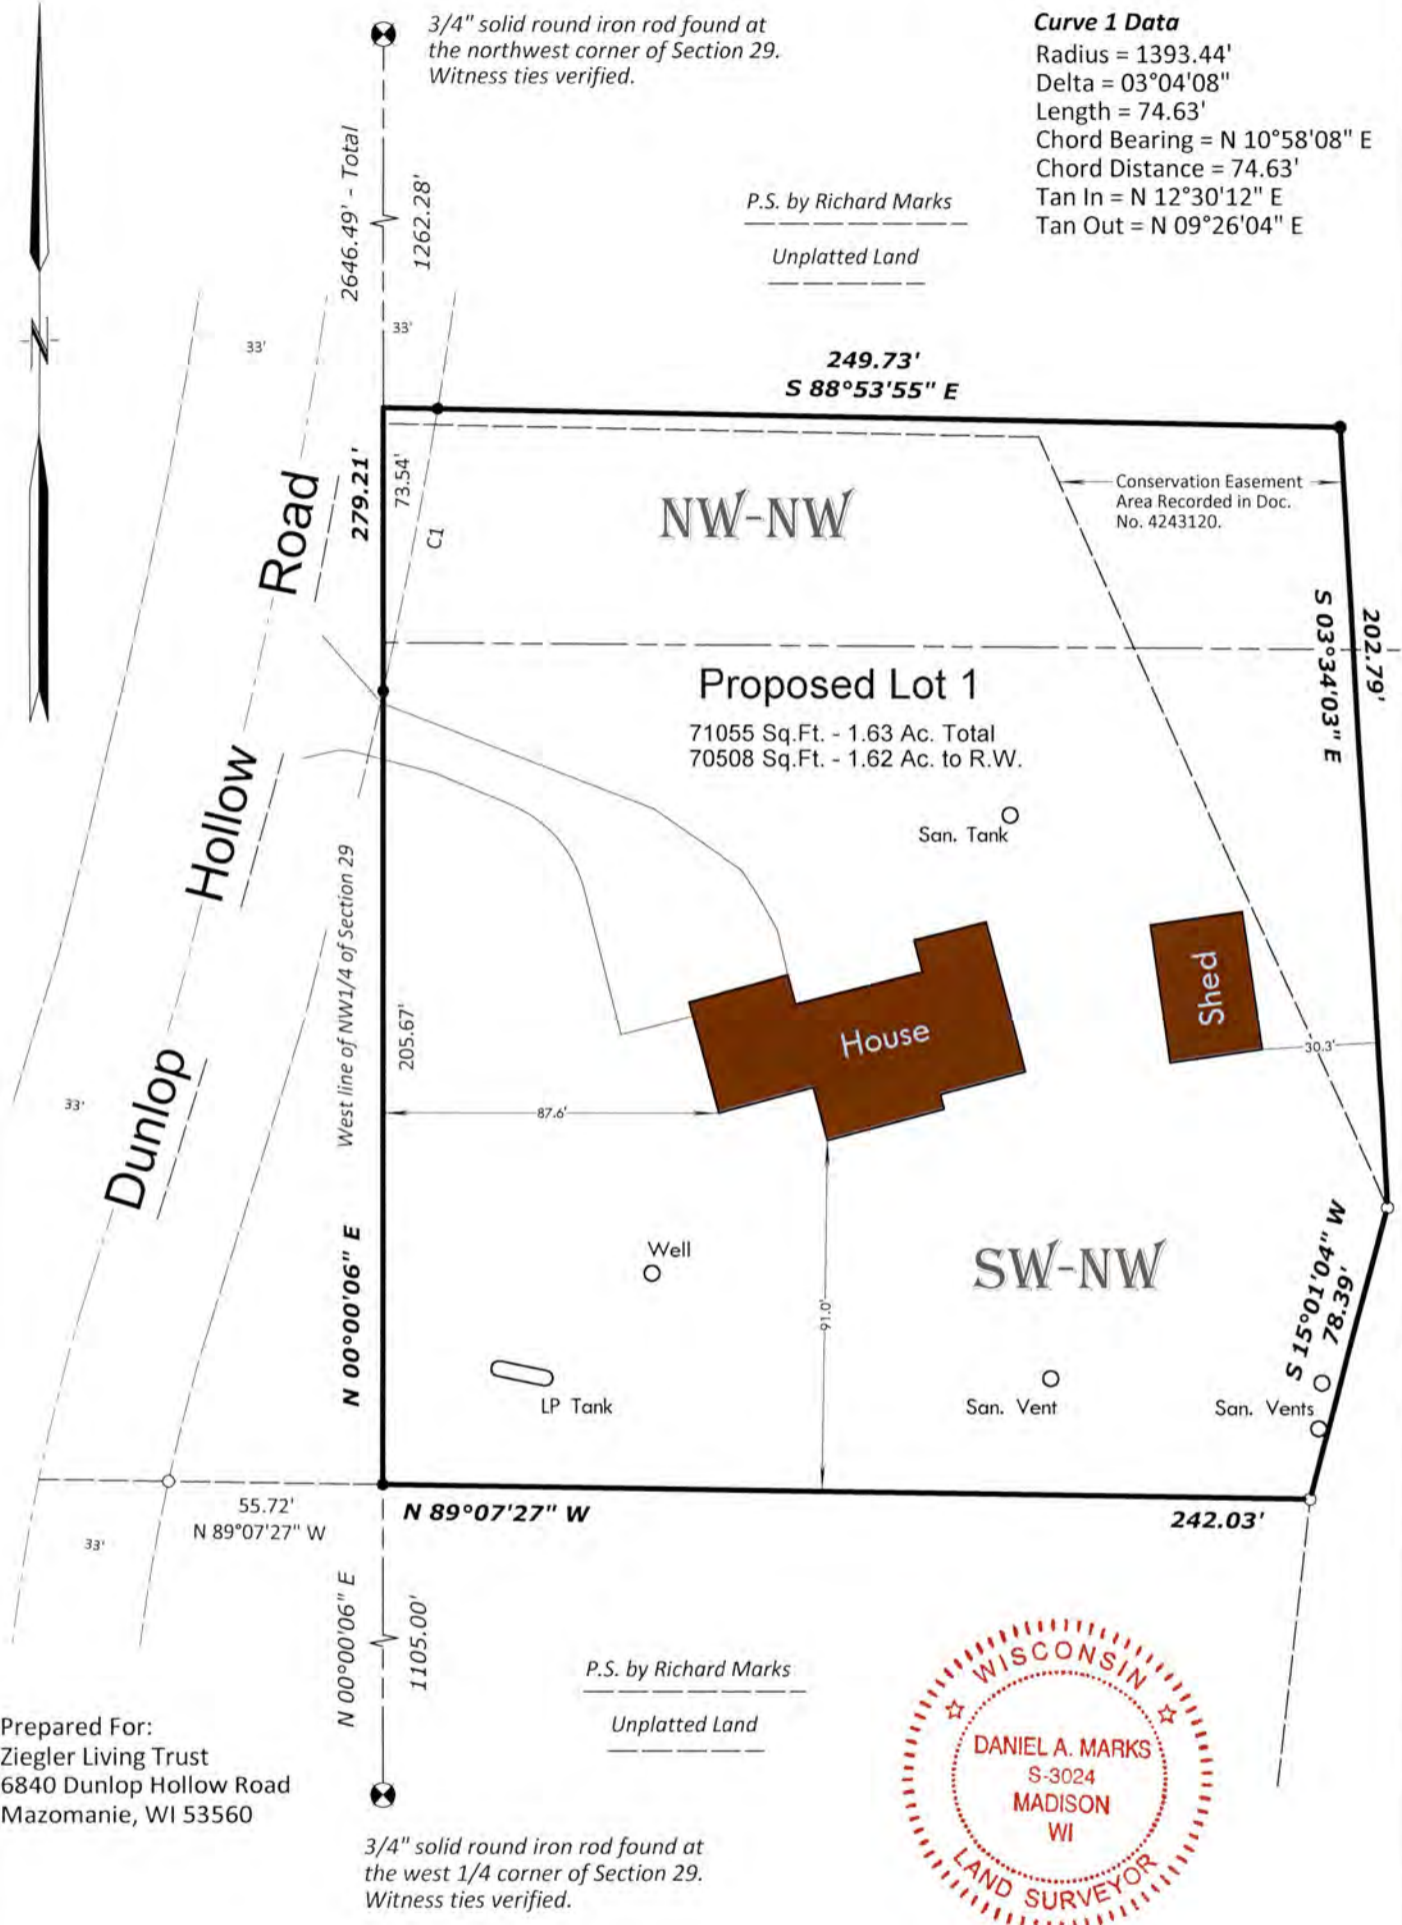 3/4" solid round iron rod found at
the northwest corner of Section 29.
Witness ties verified.
Curve 1 Data
Radius = 1393.44'
Delta = 03°04'08"
Length = 74.63'
Chord Bearing = N 10°58'08" E
Chord Distance = 74.63'
Tan In = N 12°30'12" E
Tan Out = N 09°26'04" E
2646.49' - Total
1262.28'
P.S. by Richard Marks
Unplatted Land
N
33'
33'
249.73'
S 88°53'55" E
279.21'
73.54'
C1
NW-NW
Conservation Easement
Area Recorded in Doc.
No. 4243120.
202.79'
S 03°34'03" E
Proposed Lot 1
71055 Sq.Ft. - 1.63 Ac. Total
70508 Sq.Ft. - 1.62 Ac. to R.W.
Dunlop Hollow Road
San. Tank
West line of NW1/4 of Section 29
205.67'
House
Shed
30.3'
33'
87.6'
N 00°00'06" E
Well
SW-NW
91.0'
S 15°01'04" W
78.39'
LP Tank
San. Vent
San. Vents
55.72'
N 89°07'27" W
33'
N 89°07'27" W
242.03'
N 00°00'06" E
1105.00'
P.S. by Richard Marks
Unplatted Land
Prepared For:
Ziegler Living Trust
6840 Dunlop Hollow Road
Mazomanie, WI 53560
3/4" solid round iron rod found at
the west 1/4 corner of Section 29.
Witness ties verified.
WISCONSIN
DANIEL A. MARKS
S-3024
MADISON
WI
LAND SURVEYOR